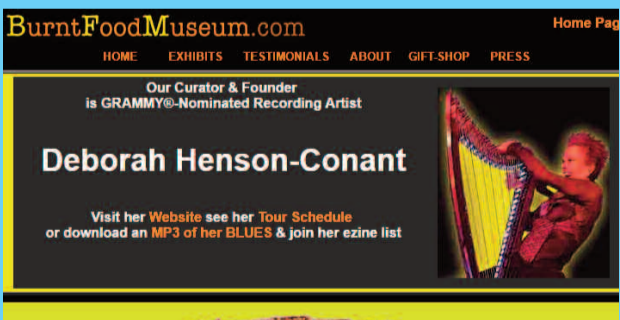 BurntFoodMuseum.com
Home Pag
HOME EXHIBITS TESTIMONIALS ABOUT GIFT-SHOP PRESS
Our Curator & Founder
is GRAMMY®-Nominated Recording Artist
Deborah Henson-Conant
Visit her Website see her Tour Schedule
or download an MP3 of her BLUES & join her ezine list